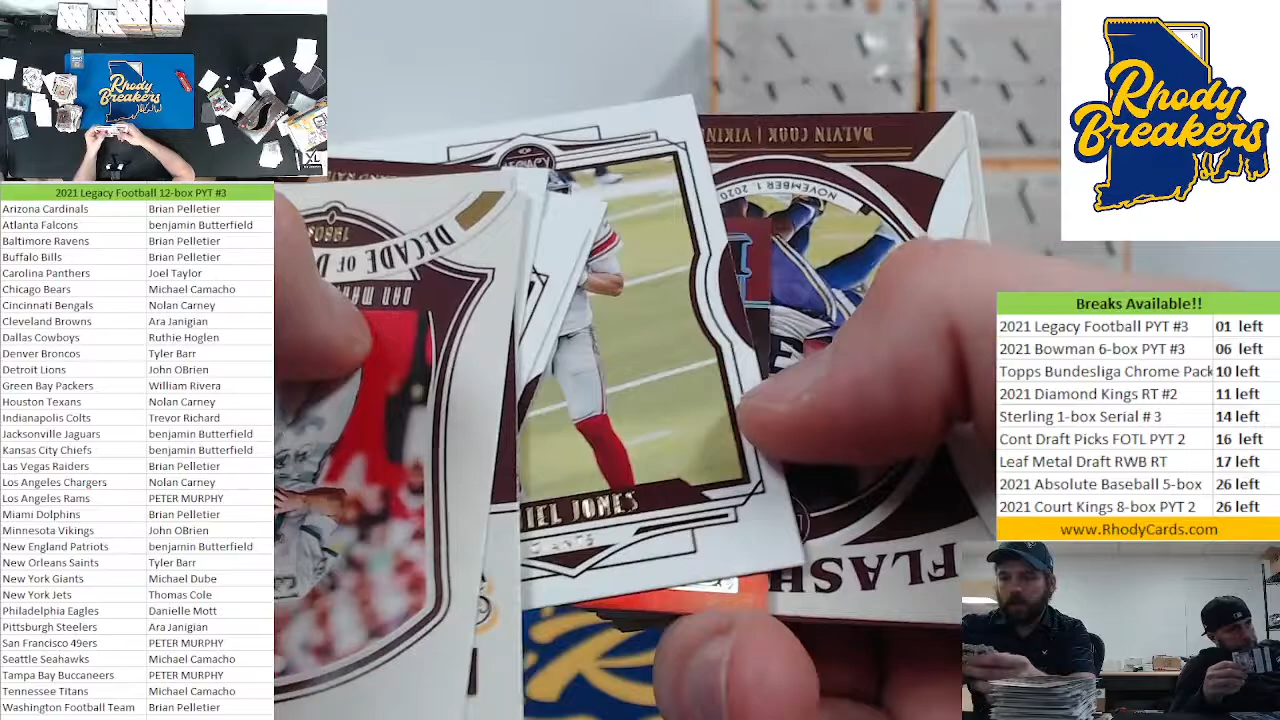 Rhody
Breakers
XL
2021 Legacy Football 12-box PYT #3
Arizona Cardinals Brian Pelletier
Atlanta Falcons benjamin Butterfield
Baltimore Ravens Brian Pelletier
Buffalo Bills Brian Pelletier
Carolina Panthers Joel Taylor
Chicago Bears Michael Camacho
Cincinnati Bengals Nolan Carney
Cleveland Browns Ara Janigian
Dallas Cowboys Ruthie Hoglen
Denver Broncos Tyler Barr
Detroit Lions John OBrien
Green Bay Packers William Rivera
Houston Texans Nolan Carney
Indianapolis Colts Trevor Richard
Jacksonville Jaguars benjamin Butterfield
Kansas City Chiefs benjamin Butterfield
Las Vegas Raiders Brian Pelletier
Los Angeles Chargers Nolan Carney
Los Angeles Rams PETER MURPHY
Miami Dolphins Brian Pelletier
Minnesota Vikings John OBrien
New England Patriots benjamin Butterfield
New Orleans Saints Tyler Barr
New York Giants Michael Dube
New York Jets Thomas Cole
Philadelphia Eagles Danielle Mott
Pittsburgh Steelers Ara Janigian
San Francisco 49ers PETER MURPHY
Seattle Seahawks Michael Camacho
Tampa Bay Buccaneers PETER MURPHY
Tennessee Titans Michael Camacho
Washington Football Team Brian Pelletier
DECADE OF D
1980s
DAN MAR
LEGACY
IEL JONES
GIANTS
DALVIN COOK | VIKIN
NOVEMBER 1, 2020
FLASH
Rhody
Breakers
Breaks Available!!
2021 Legacy Football PYT #3 01 left
2021 Bowman 6-box PYT #3 06 left
Topps Bundesliga Chrome Pack 10 left
2021 Diamond Kings RT #2 11 left
Sterling 1-box Serial # 3 14 left
Cont Draft Picks FOTL PYT 2 16 left
Leaf Metal Draft RWB RT 17 left
2021 Absolute Baseball 5-box 26 left
2021 Court Kings 8-box PYT 2 26 left
www.RhodyCards.com